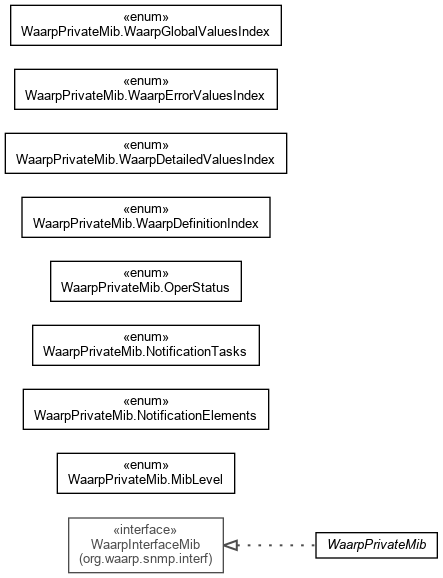 «enum»
WaarpPrivateMib.WaarpGlobalValuesIndex
«enum»
WaarpPrivateMib.WaarpErrorValuesIndex
«enum»
WaarpPrivateMib.WaarpDetailedValuesIndex
«enum»
WaarpPrivateMib.WaarpDefinitionIndex
«enum»
WaarpPrivateMib.OperStatus
«enum»
WaarpPrivateMib.NotificationTasks
«enum»
WaarpPrivateMib.NotificationElements
«enum»
WaarpPrivateMib.MibLevel
«interface»
WaarpInterfaceMib
(org.waarp.snmp.interf)
WaarpPrivateMib